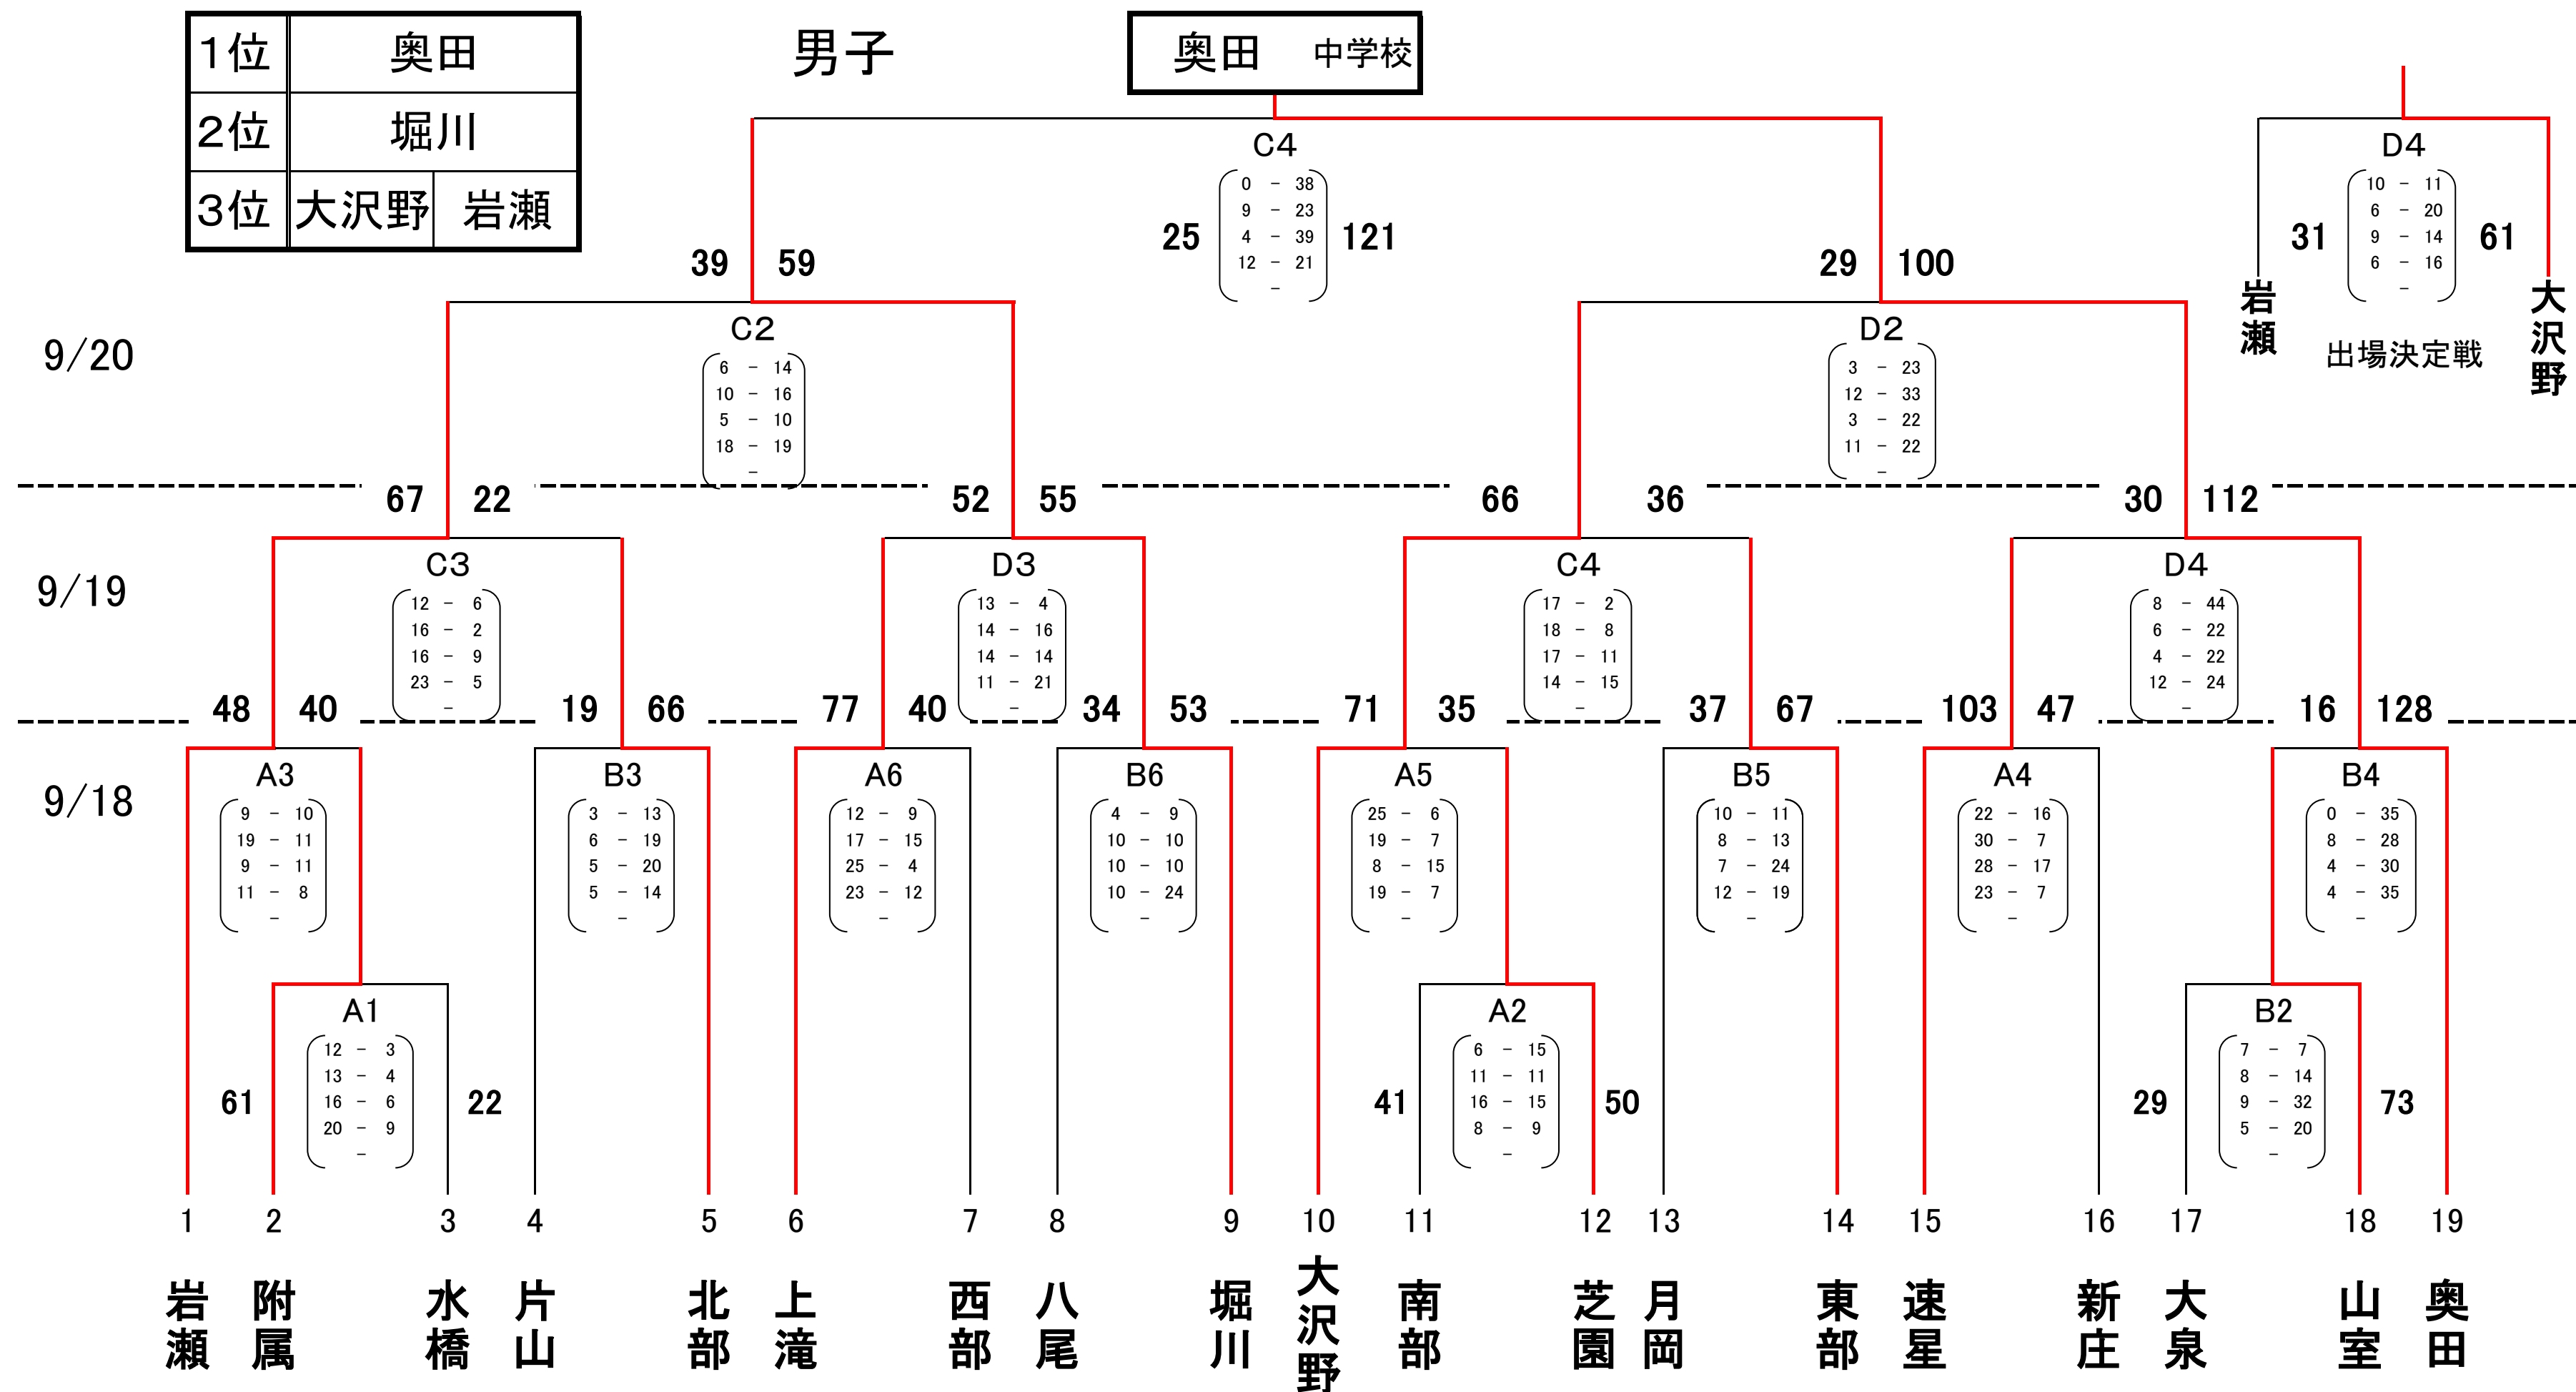 1位 奥田
2位 堀川
3位 大沢野 岩瀬
男子
奥田 中学校
C4
25 121
0 - 38
9 - 23
4 - 39
12 - 21
-
D4
31 61
10 - 11
6 - 20
9 - 14
6 - 16
-
岩瀬
大沢野
出場決定戦
39 59
29 100
9/20
C2
6 - 14
10 - 16
5 - 10
18 - 19
-
D2
3 - 23
12 - 33
3 - 22
11 - 22
-
67 22
52 55
66 36
30 112
9/19
C3
12 - 6
16 - 2
16 - 9
23 - 5
-
D3
13 - 4
14 - 16
14 - 14
11 - 21
-
C4
17 - 2
18 - 8
17 - 11
14 - 15
-
D4
8 - 44
6 - 22
4 - 22
12 - 24
-
48 40
19 66
77 40
34 53
71 35
37 67
103 47
16 128
9/18
A3
9 - 10
19 - 11
9 - 11
11 - 8
-
B3
3 - 13
6 - 19
5 - 20
5 - 14
-
A6
12 - 9
17 - 15
25 - 4
23 - 12
-
B6
4 - 9
10 - 10
10 - 10
10 - 24
-
A5
25 - 6
19 - 7
8 - 15
19 - 7
-
B5
10 - 11
8 - 13
7 - 24
12 - 19
-
A4
22 - 16
30 - 7
28 - 17
23 - 7
-
B4
0 - 35
8 - 28
4 - 30
4 - 35
-
A1
61 22
12 - 3
13 - 4
16 - 6
20 - 9
-
A2
41 50
6 - 15
11 - 11
16 - 15
8 - 9
-
B2
29 73
7 - 7
8 - 14
9 - 32
5 - 20
-
1 2 3 4 5 6 7 8 9 10 11 12 13 14 15 16 17 18 19
岩瀬
附属
水橋
片山
北部
上滝
西部
八尾
堀川
大沢野
南部
芝園
月岡
東部
速星
新庄
大泉
山室
奥田